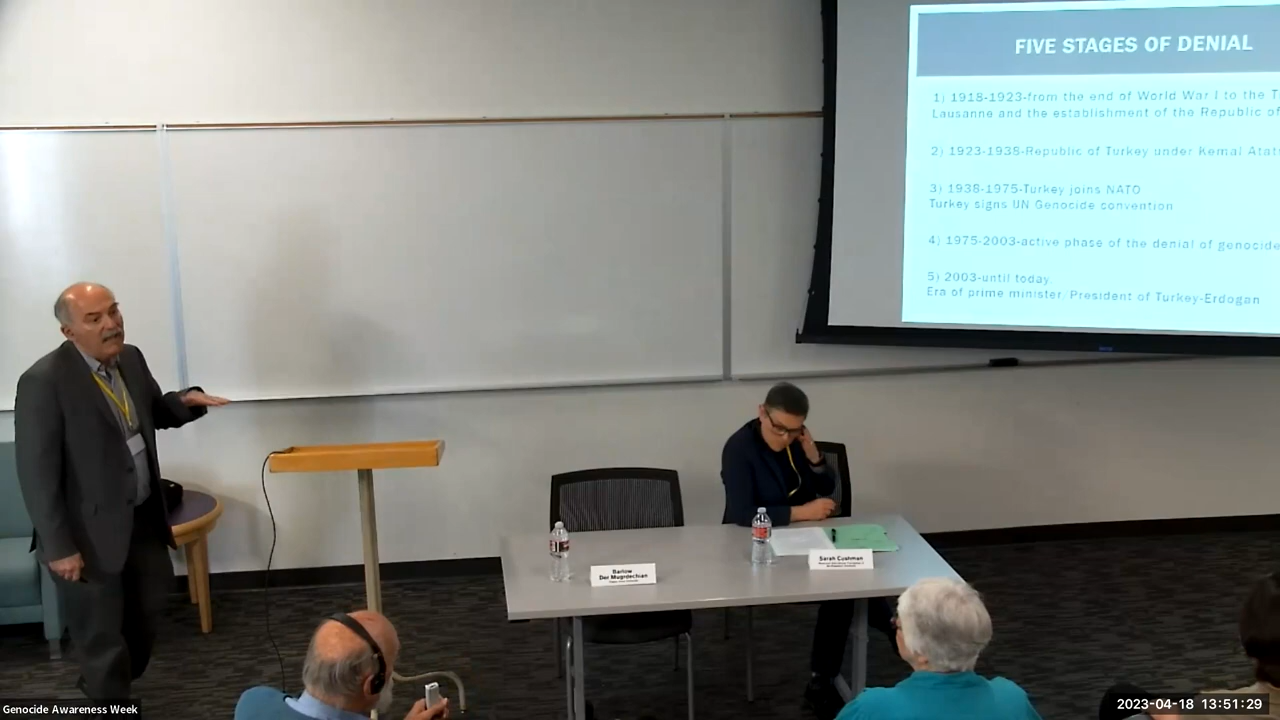 FIVE STAGES OF DENIAL
1) 1918-1923-from the end of World War I to the T
Lausanne and the establishment of the Republic of
2) 1923-1938-Republic of Turkey under Kemal Atat
3) 1938-1975-Turkey joins NATO
Turkey signs UN Genocide convention
4) 1975-2003-active phase of the denial of genocide
5) 2003-until today.
Era of prime minister, President of Turkey-Erdogan
Barlow
Der Mugrdechian
Sarah Cushman
Genocide Awareness Week
2023-04-18 13:51:29